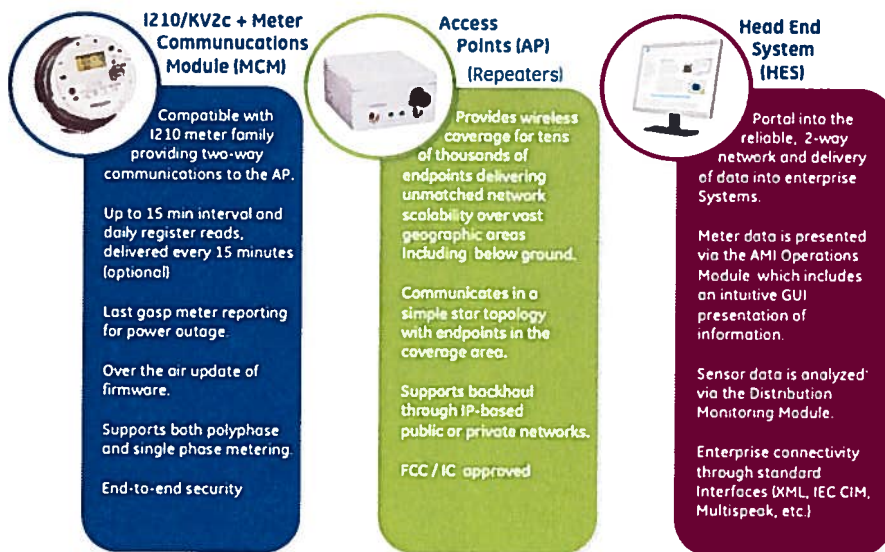 I210/KV2c + Meter
Communucations
Module (MCM)
Compatible with
I210 meter family
providing two-way
communications to the AP.
Up to 15 min interval and
daily register reads,
delivered every 15 minutes
(optional)
Last gasp meter reporting
for power outage.
Over the air update of
firmware.
Supports both polyphase
and single phase metering.
End-to-end security
Access
Points (AP)
(Repeaters)
Provides wireless
coverage for tens
of thousands of
endpoints delivering
unmatched network
scalability over vast
geographic areas
Including below ground.
Communicates in a
simple star topology
with endpoints in the
coverage area.
Supports backhaul
through IP-based
public or private networks.
FCC / IC approved
Head End
System
(HES)
Portal into the
reliable, 2-way
network and delivery
of data into enterprise
Systems.
Meter data is presented
via the AMI Operations
Module which includes
an intuitive GUI
presentation of
information.
Sensor data is analyzed
via the Distribution
Monitoring Module.
Enterprise connectivity
through standard
Interfaces (XML, IEC CIM,
Multispeak, etc.)